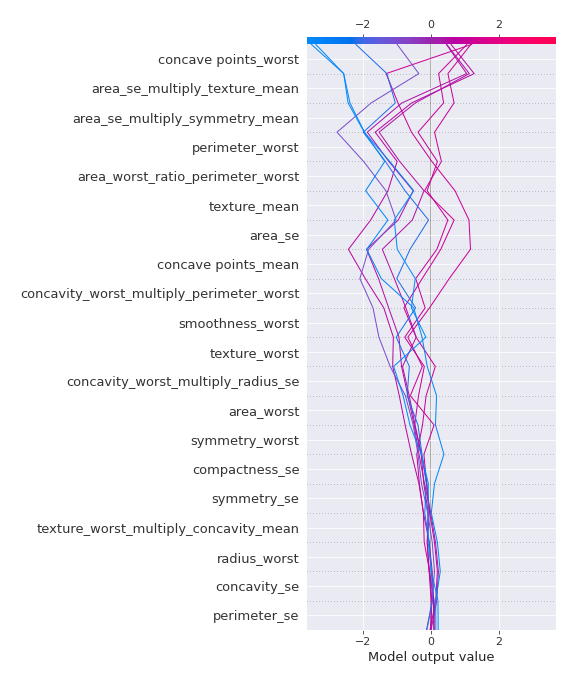 −2 0 2
concave points_worst
area_se_multiply_texture_mean
area_se_multiply_symmetry_mean
perimeter_worst
area_worst_ratio_perimeter_worst
texture_mean
area_se
concave points_mean
concavity_worst_multiply_perimeter_worst
smoothness_worst
texture_worst
concavity_worst_multiply_radius_se
area_worst
symmetry_worst
compactness_se
symmetry_se
texture_worst_multiply_concavity_mean
radius_worst
concavity_se
perimeter_se
−2 0 2
Model output value